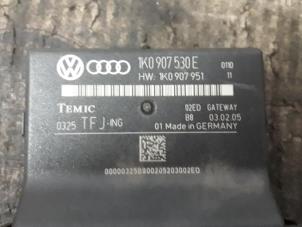 1K0 907 530 E
0110
HW: 1K0 907 951
11
TEMIC
02ED GATEWAY
B8 03.02.05
0325 TFJ-ING
01 Made in GERMANY